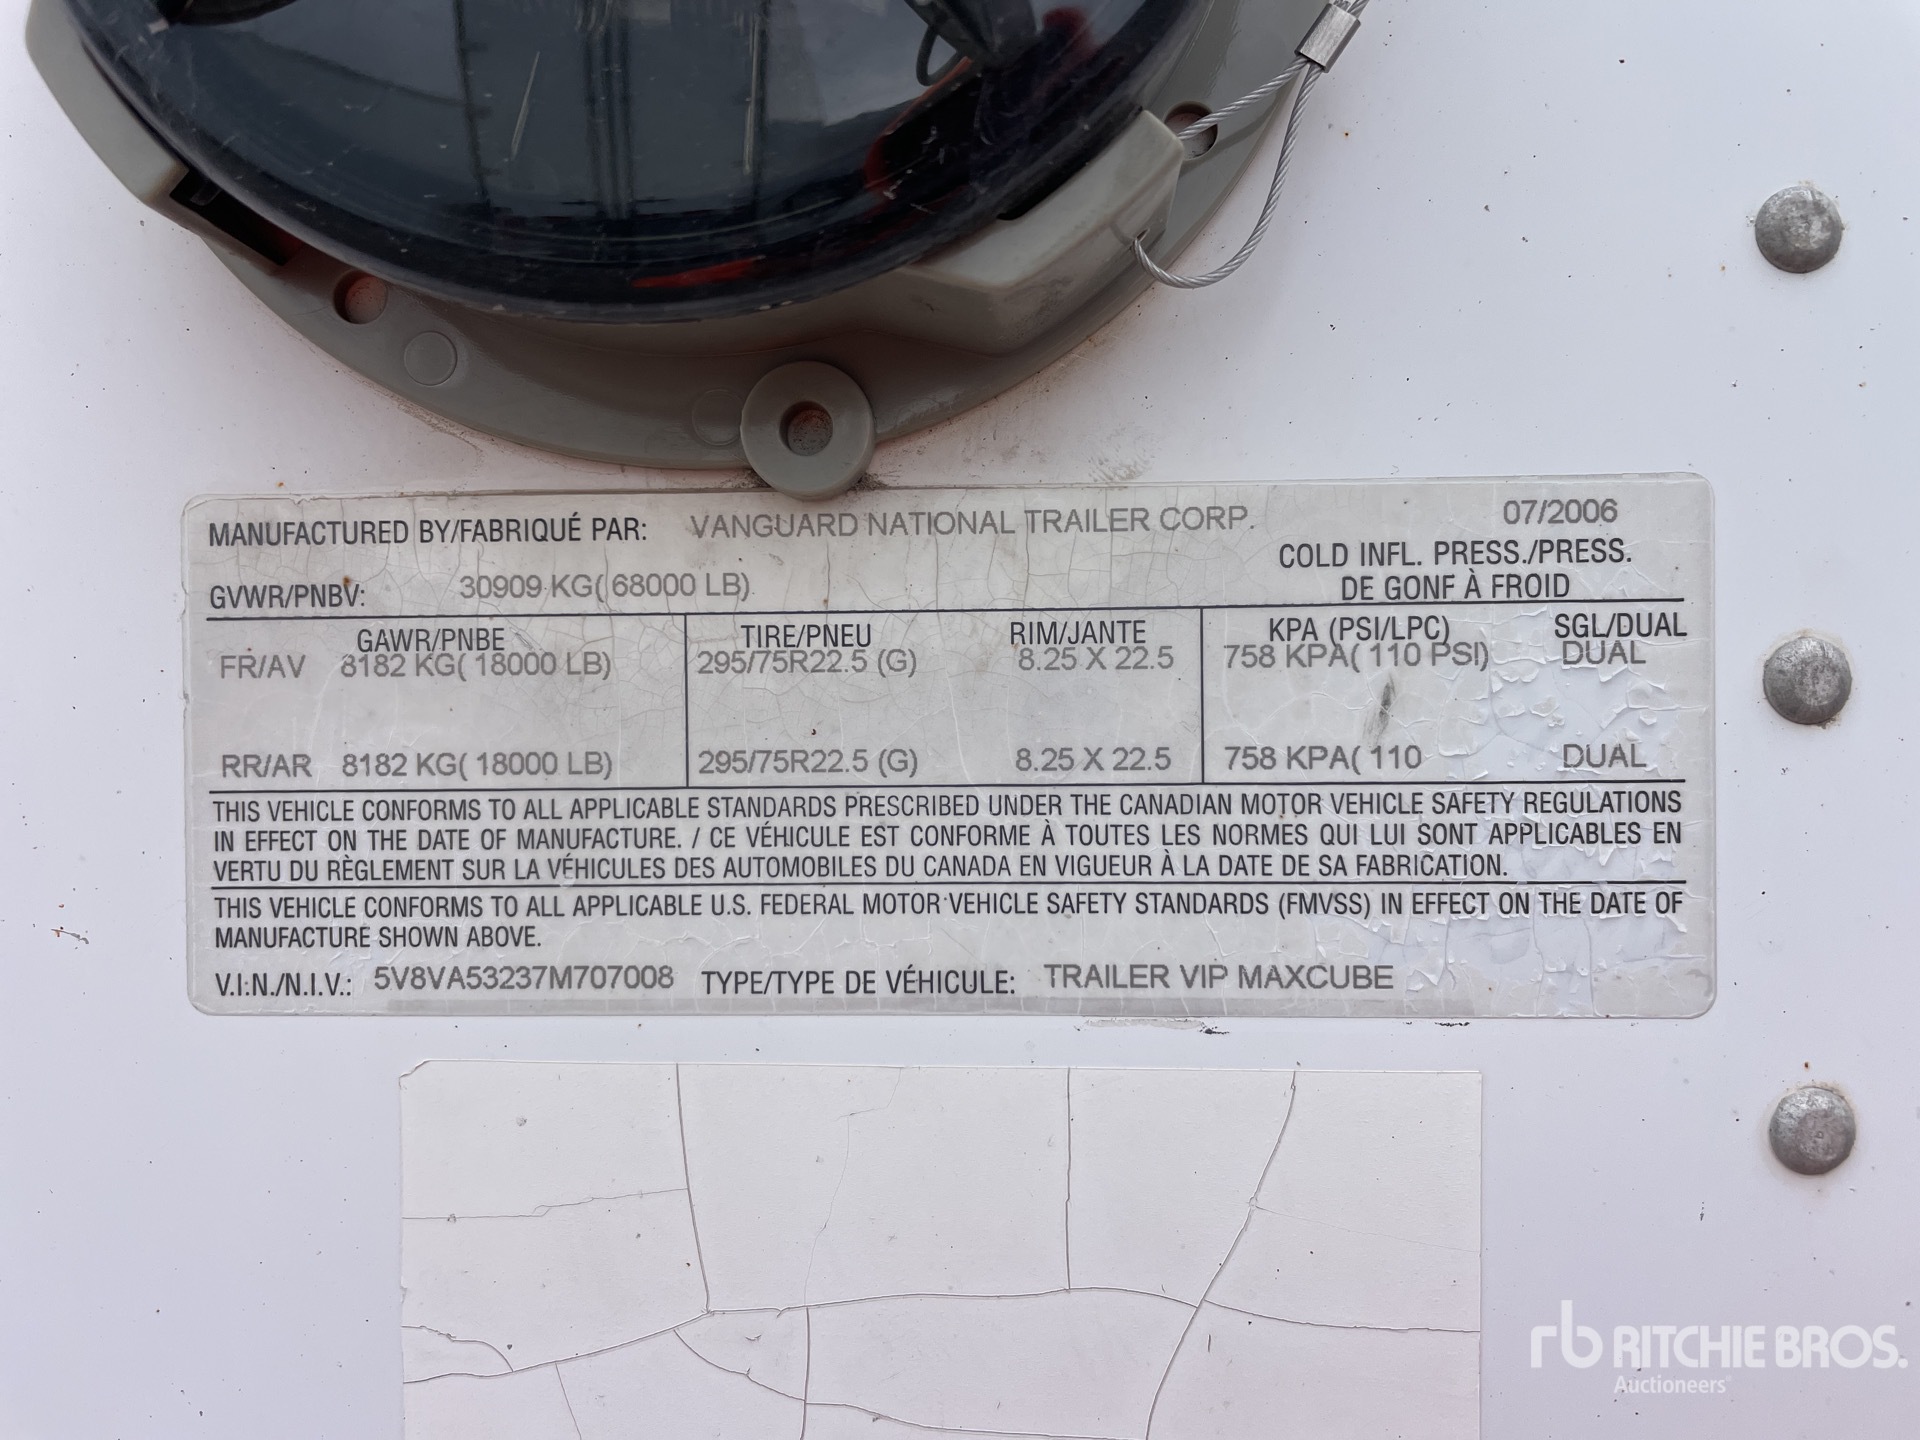 MANUFACTURED BY/FABRIQUÉ PAR: VANGUARD NATIONAL TRAILER CORP. 07/2006
COLD INFL. PRESS./PRESS.
GVWR/PNBV: 30909 KG( 68000 LB) DE GONF À FROID
GAWR/PNBE TIRE/PNEU RIM/JANTE KPA (PSI/LPC) SGL/DUAL
FR/AV 8182 KG( 18000 LB) 295/75R22.5 (G) 8.25 X 22.5 758 KPA( 110 PSI) DUAL
RR/AR 8182 KG( 18000 LB) 295/75R22.5 (G) 8.25 X 22.5 758 KPA( 110 DUAL
THIS VEHICLE CONFORMS TO ALL APPLICABLE STANDARDS PRESCRIBED UNDER THE CANADIAN MOTOR VEHICLE SAFETY REGULATIONS
IN EFFECT ON THE DATE OF MANUFACTURE. / CE VÉHICULE EST CONFORME À TOUTES LES NORMES QUI LUI SONT APPLICABLES EN
VERTU DU RÈGLEMENT SUR LA VÉHICULES DES AUTOMOBILES DU CANADA EN VIGUEUR À LA DATE DE SA FABRICATION.
THIS VEHICLE CONFORMS TO ALL APPLICABLE U.S. FEDERAL MOTOR VEHICLE SAFETY STANDARDS (FMVSS) IN EFFECT ON THE DATE OF
MANUFACTURE SHOWN ABOVE.
V.I.N./N.I.V.: 5V8VA53237M707008 TYPE/TYPE DE VÉHICULE: TRAILER VIP MAXCUBE
rb RITCHIE BROS.
Auctioneers